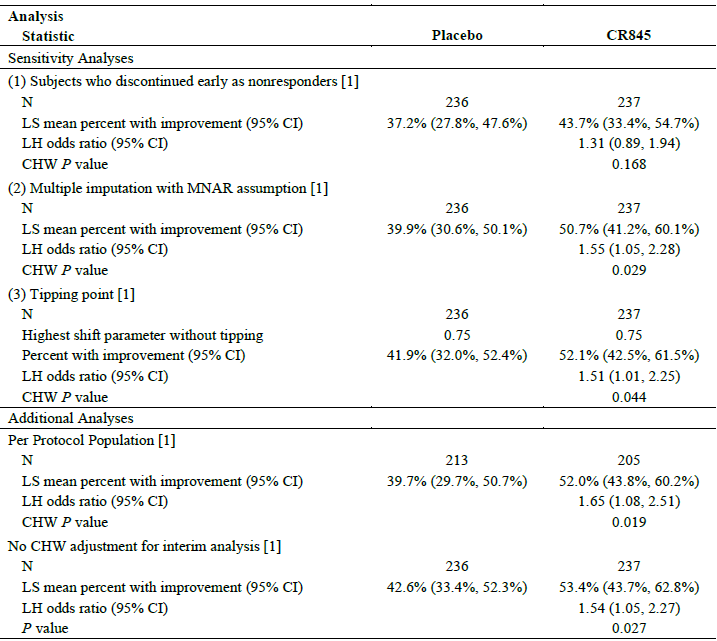 Analysis
Statistic Placebo CR845
Sensitivity Analyses
(1) Subjects who discontinued early as nonresponders [1]
N 236 237
LS mean percent with improvement (95% CI) 37.2% (27.8%, 47.6%) 43.7% (33.4%, 54.7%)
LH odds ratio (95% CI) 1.31 (0.89, 1.94)
CHW P value 0.168
(2) Multiple imputation with MNAR assumption [1]
N 236 237
LS mean percent with improvement (95% CI) 39.9% (30.6%, 50.1%) 50.7% (41.2%, 60.1%)
LH odds ratio (95% CI) 1.55 (1.05, 2.28)
CHW P value 0.029
(3) Tipping point [1]
N 236 237
Highest shift parameter without tipping 0.75 0.75
Percent with improvement (95% CI) 41.9% (32.0%, 52.4%) 52.1% (42.5%, 61.5%)
LH odds ratio (95% CI) 1.51 (1.01, 2.25)
CHW P value 0.044
Additional Analyses
Per Protocol Population [1]
N 213 205
LS mean percent with improvement (95% CI) 39.7% (29.7%, 50.7%) 52.0% (43.8%, 60.2%)
LH odds ratio (95% CI) 1.65 (1.08, 2.51)
CHW P value 0.019
No CHW adjustment for interim analysis [1]
N 236 237
LS mean percent with improvement (95% CI) 42.6% (33.4%, 52.3%) 53.4% (43.7%, 62.8%)
LH odds ratio (95% CI) 1.54 (1.05, 2.27)
P value 0.027